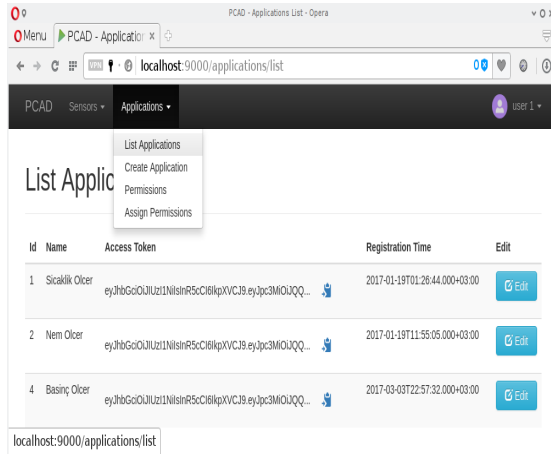 PCAD - Applications List - Opera
Menu
PCAD - Application
VPN
localhost:9000/applications/list
0
PCAD Sensors Applications user 1
List Applications
Create Application
Permissions
Assign Permissions
List Applic
Id Name Access Token Registration Time Edit
1 Sicaklik Olcer eyJhbGciOiJIUzI1NiIsInR5cCI6IkpXVCJ9.eyJpc3MiOiJQQ... 2017-01-19T01:26:44.000+03:00 Edit
2 Nem Olcer eyJhbGciOiJIUzI1NiIsInR5cCI6IkpXVCJ9.eyJpc3MiOiJQQ... 2017-01-19T11:55:05.000+03:00 Edit
4 Basinç Olcer eyJhbGciOiJIUzI1NiIsInR5cCI6IkpXVCJ9.eyJpc3MiOiJQQ... 2017-03-03T22:57:32.000+03:00 Edit
localhost:9000/applications/list